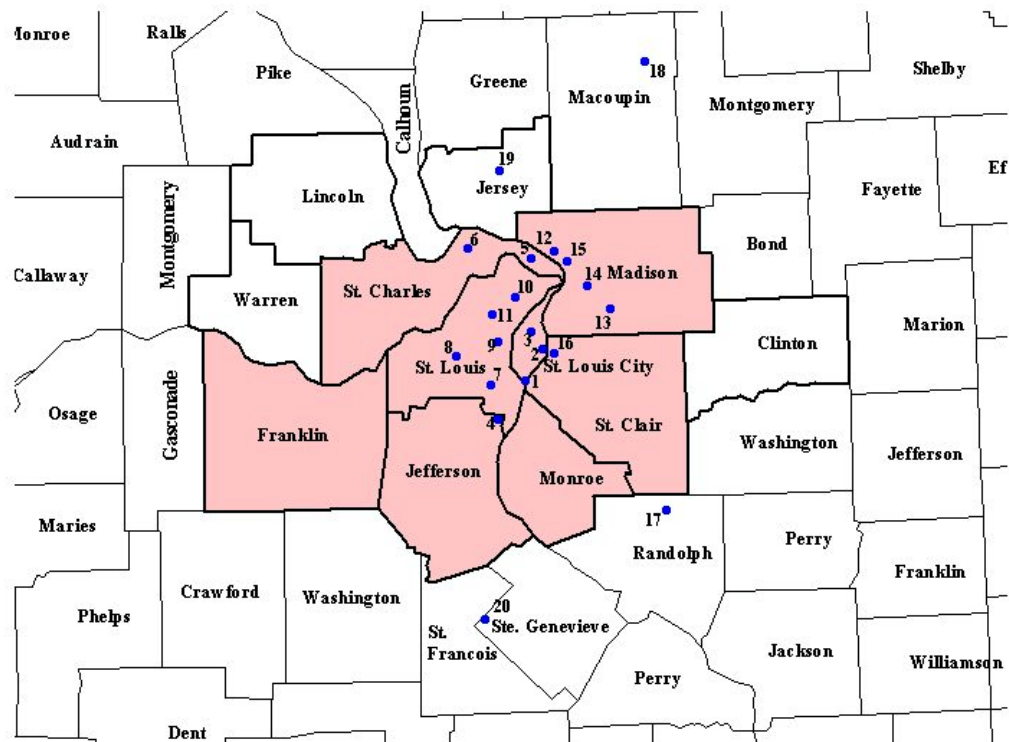 Monroe
Ralls
Pike
Greene
18
Shelby
Macoupin
Montgomery
Calhoun
Audrain
19
Jersey
Ef
Fayette
Lincoln
Montgomery
6
12
5
15
Bond
Callaway
14
Madison
St. Charles
Warren
10
11
13
Marion
3
Clinton
8
9
2
16
St. Louis
St. Louis City
7
1
Osage
Gasconade
4
St. Clair
Franklin
Washington
Jefferson
Jefferson
Monroe
17
Maries
Randolph
Perry
Franklin
Crawford
Washington
20
Phelps
Ste. Genevieve
St.
Francois
Jackson
Williamson
Perry
Dent